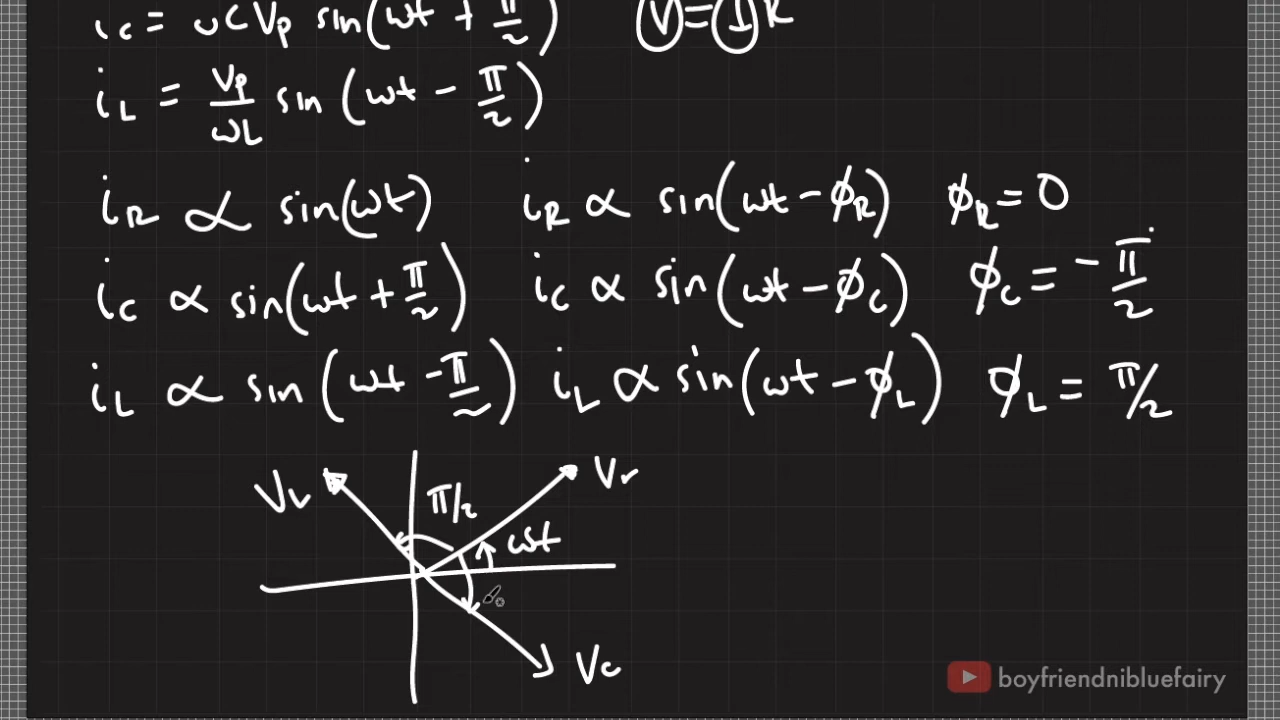 i_C = ωC V_P sin(ωt + π/2) V = I R
i_L = V_P/ωL sin(ωt - π/2)
i_R ∝ sin(ωt) i_R ∝ sin(ωt - ϕ_R) ϕ_R = 0
i_C ∝ sin(ωt + π/2) i_C ∝ sin(ωt - ϕ_C) ϕ_C = -π/2
i_L ∝ sin(ωt - π/2) i_L ∝ sin(ωt - ϕ_L) ϕ_L = π/2
V_L π/2 V_r
ωt
V_C
boyfriendnibluefairy